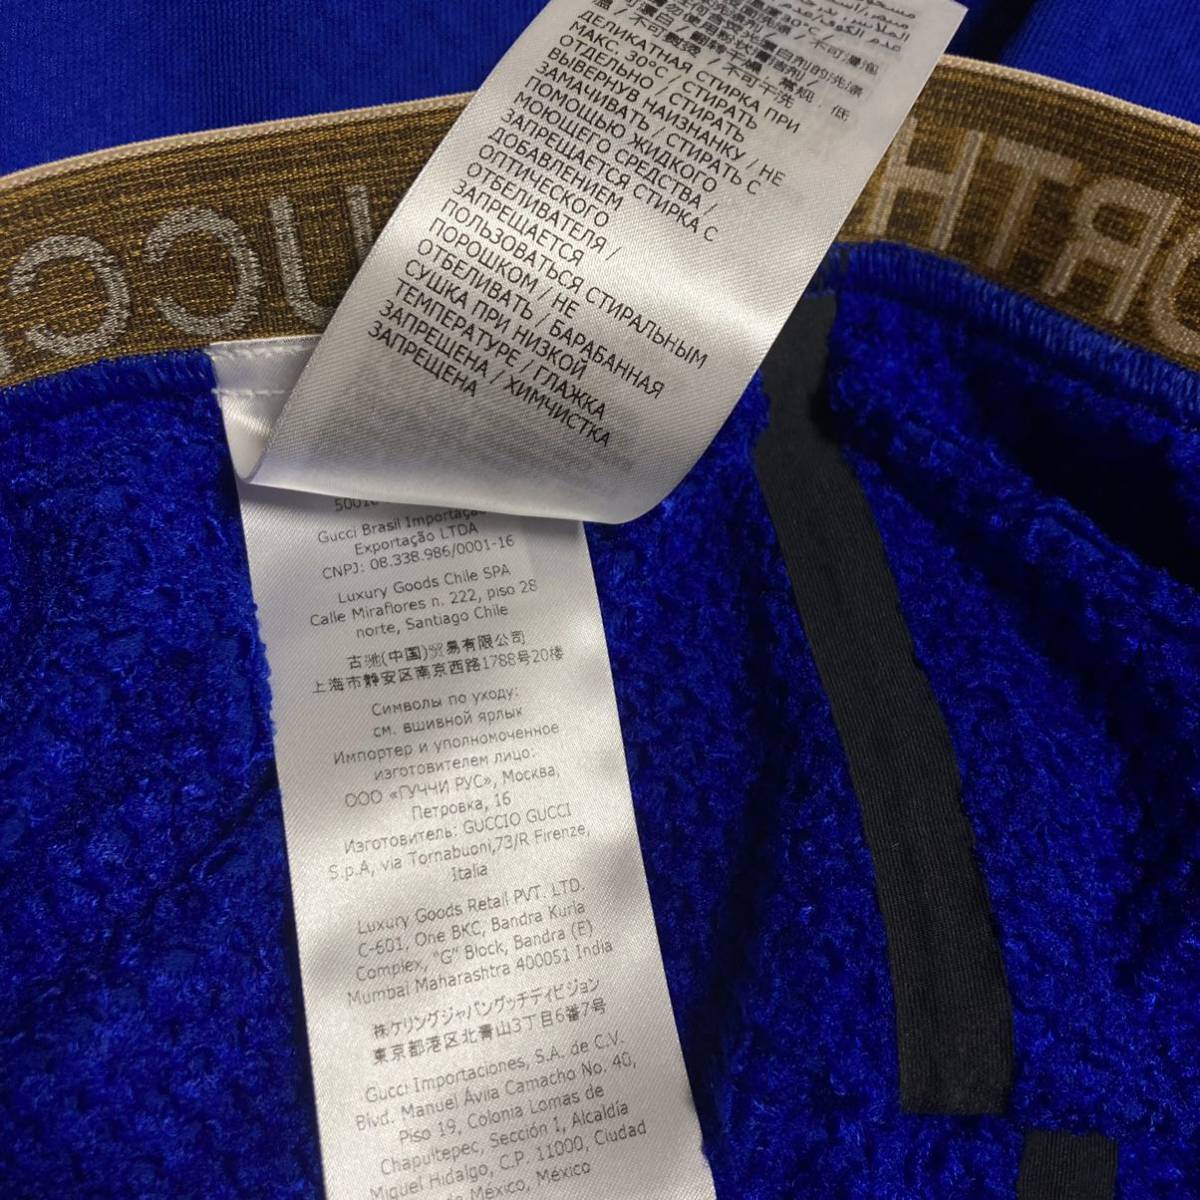 ДЕЛИКАТНАЯ СТИРКА ПРИ
МАКС. 30°C / СТИРАТЬ
ОТДЕЛЬНО / СТИРАТЬ
ВЫВЕРНУВ НАИЗНАНКУ / НЕ
ЗАМАЧИВАТЬ / СТИРАТЬ С
ПОМОЩЬЮ ЖИДКОГО
МОЮЩЕГО СРЕДСТВА /
ЗАПРЕЩАЕТСЯ СТИРКА С
ДОБАВЛЕНИЕМ
ОПТИЧЕСКОГО
ОТБЕЛИВАТЕЛЯ /
ЗАПРЕЩАЕТСЯ
ПОЛЬЗОВАТЬСЯ СТИРАЛЬНЫМ
ПОРОШКОМ / НЕ
ОТБЕЛИВАТЬ / БАРАБАННАЯ
СУШКА ПРИ НИЗКОЙ
ТЕМПЕРАТУРЕ / ГЛАЖКА
ЗАПРЕЩЕНА / ХИМЧИСТКА
ЗАПРЕЩЕНА
Gucci Brasil Importação
Exportação LTDA
CNPJ: 08.338.986/0001-16
Luxury Goods Chile SPA
Calle Miraflores n. 222, piso 28
norte, Santiago Chile
古驰(中国)贸易有限公司
上海市静安区南京西路1788号20楼
Символы по уходу:
см. вшивной ярлык
Импортер и уполномоченное
изготовителем лицо:
ООО «ГУЧЧИ РУС», Москва,
Петровка, 16
Изготовитель: GUCCIO GUCCI
S.p.A, via Tornabuoni,73/R Firenze,
Italia
Luxury Goods Retail PVT. LTD.
C-601, One BKC, Bandra Kurla
Complex, "G" Block, Bandra (E)
Mumbai Maharashtra 400051 India
㈱ケリングジャパングッチディビジョン
東京都港区北青山3丁目6番7号
Gucci Importaciones, S.A. de C.V.
Blvd. Manuel Ávila Camacho No. 40,
Piso 19, Colonia Lomas de
Chapultepec, Sección 1, Alcaldía
Miguel Hidalgo, C.P. 11000, Ciudad
de México, México